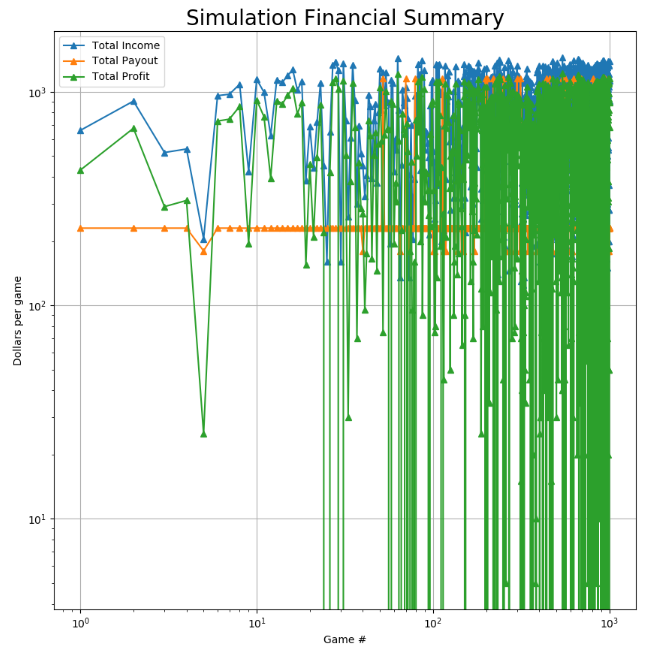 Simulation Financial Summary
Total Income
Total Payout
Total Profit
10³
10²
10¹
Dollars per game
10⁰
10¹
10²
10³
Game #